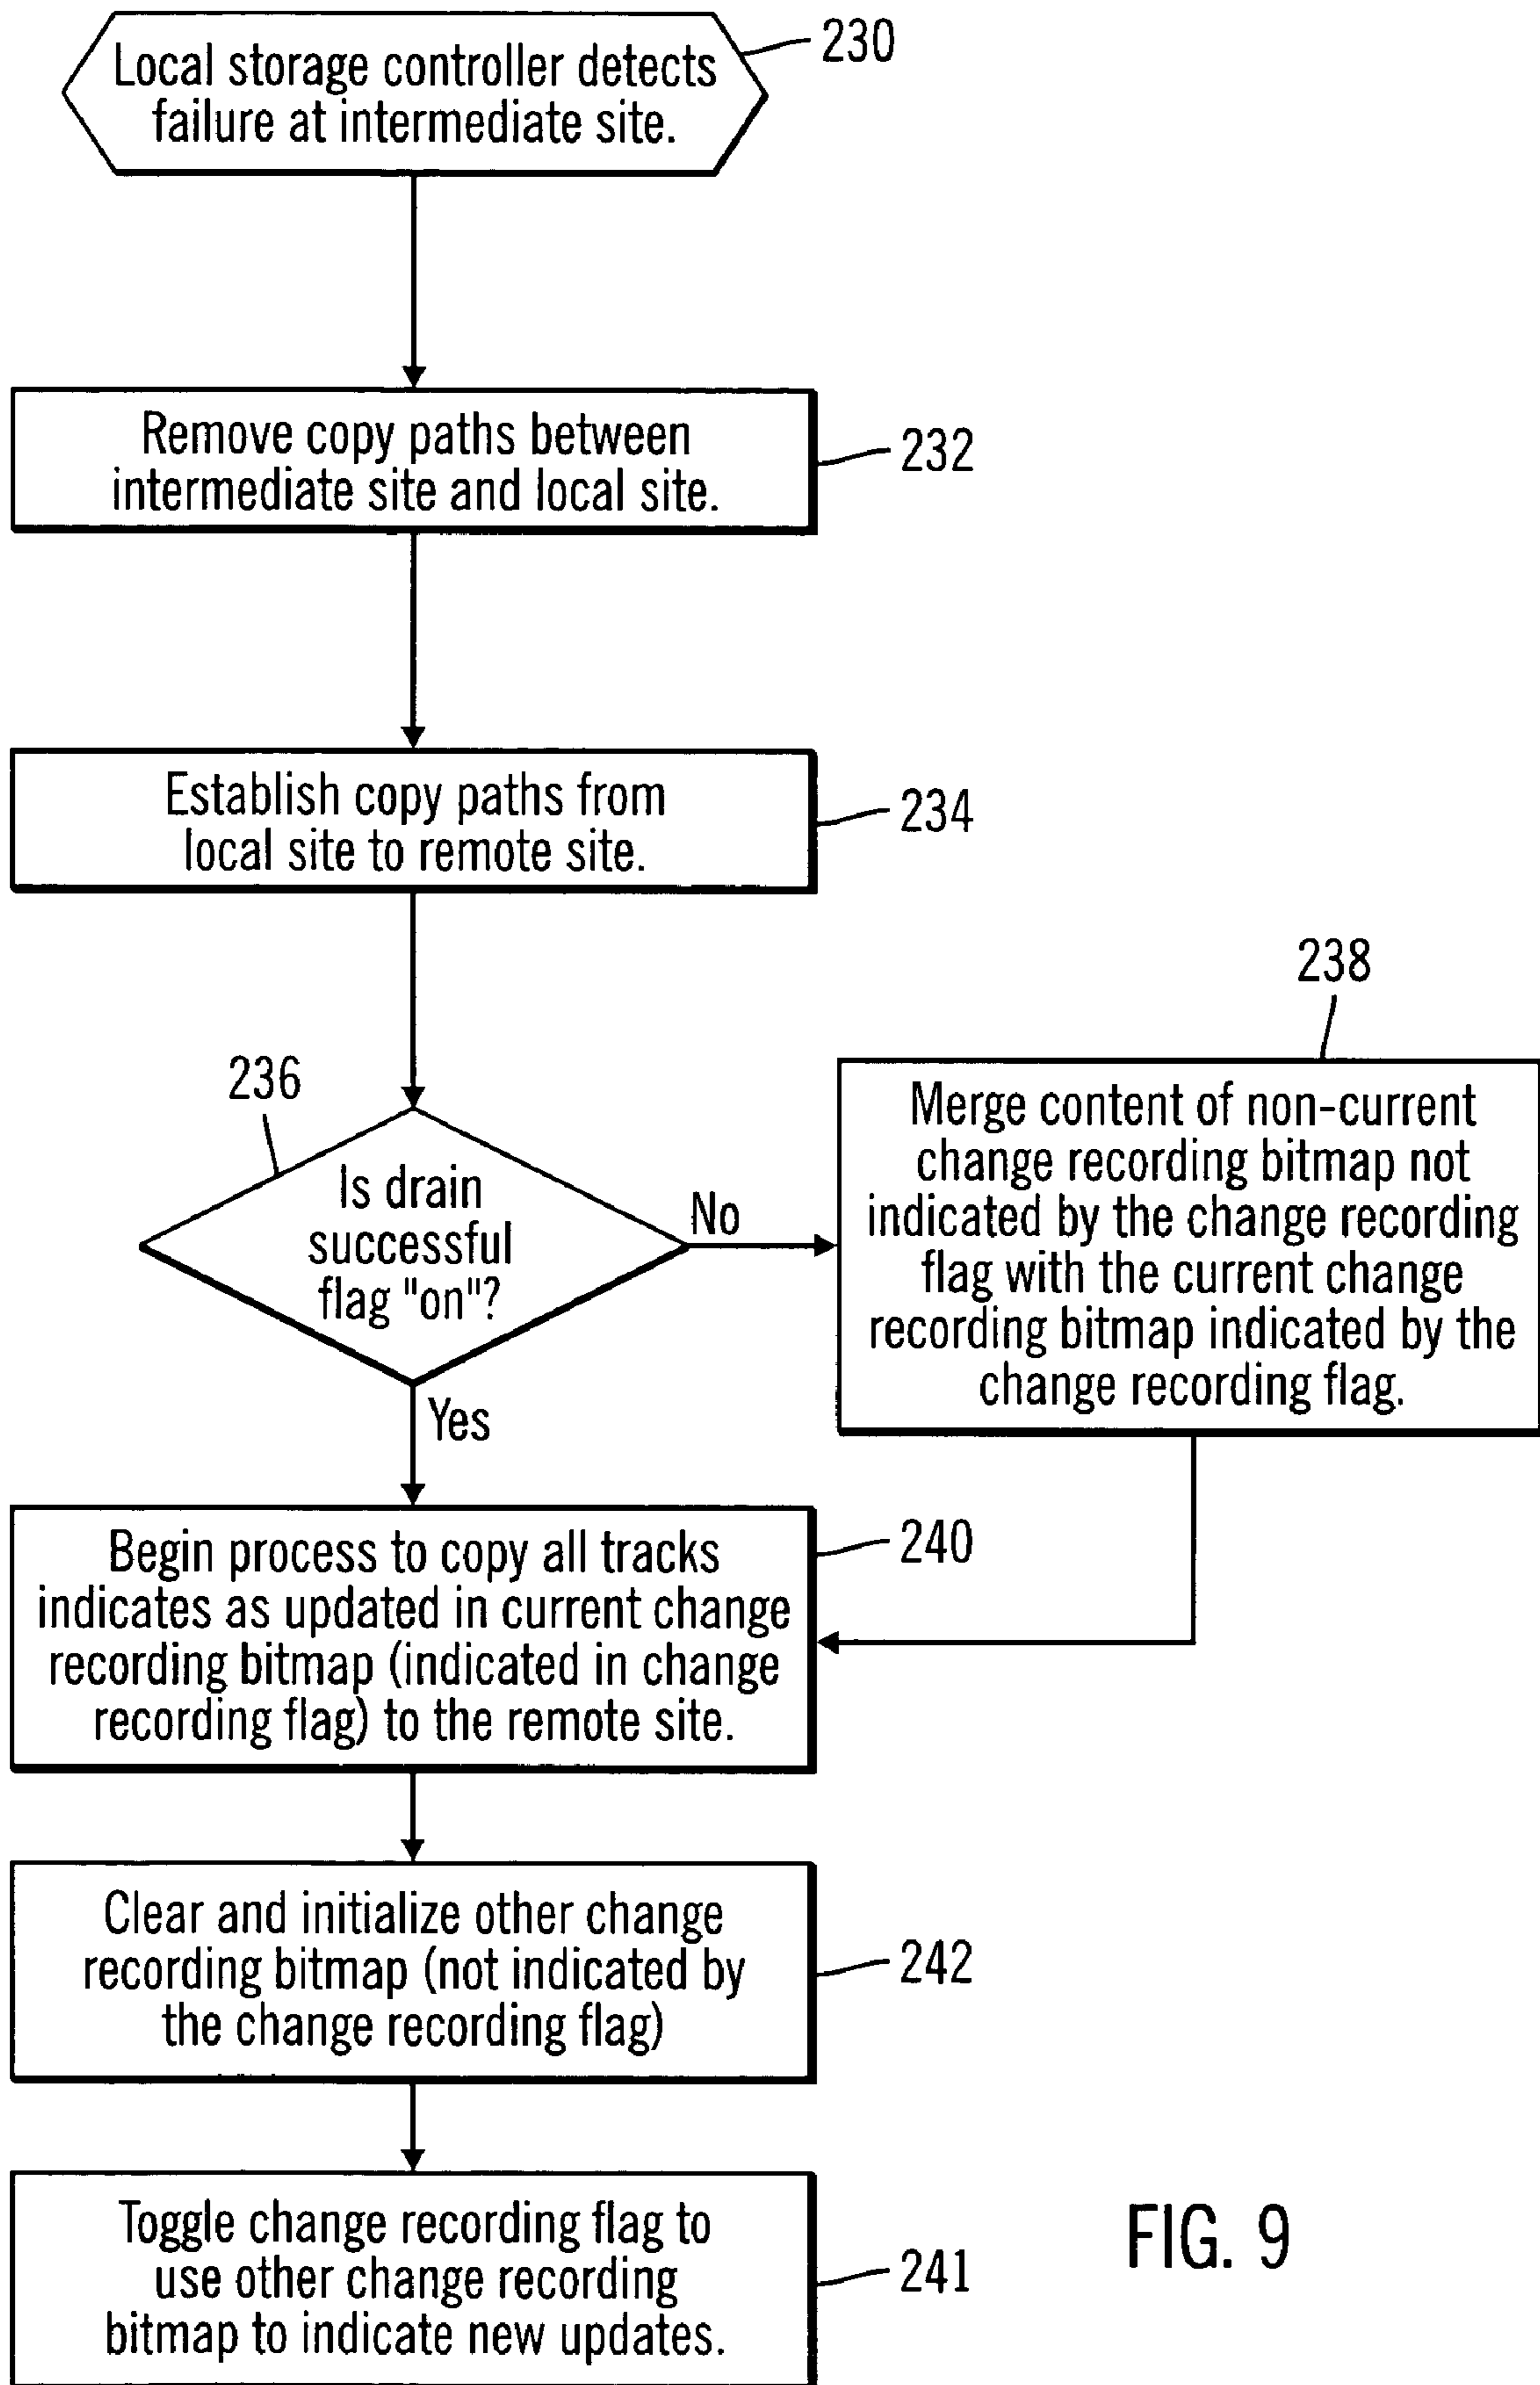 Local storage controller detects
failure at intermediate site.
230
Remove copy paths between
intermediate site and local site.
232
Establish copy paths from
local site to remote site.
234
236
Is drain
successful
flag "on"?
No
Yes
238
Merge content of non-current
change recording bitmap not
indicated by the change recording
flag with the current change
recording bitmap indicated by the
change recording flag.
Begin process to copy all tracks
indicates as updated in current change
recording bitmap (indicated in change
recording flag) to the remote site.
240
Clear and initialize other change
recording bitmap (not indicated by
the change recording flag)
242
Toggle change recording flag to
use other change recording
bitmap to indicate new updates.
241
FIG. 9